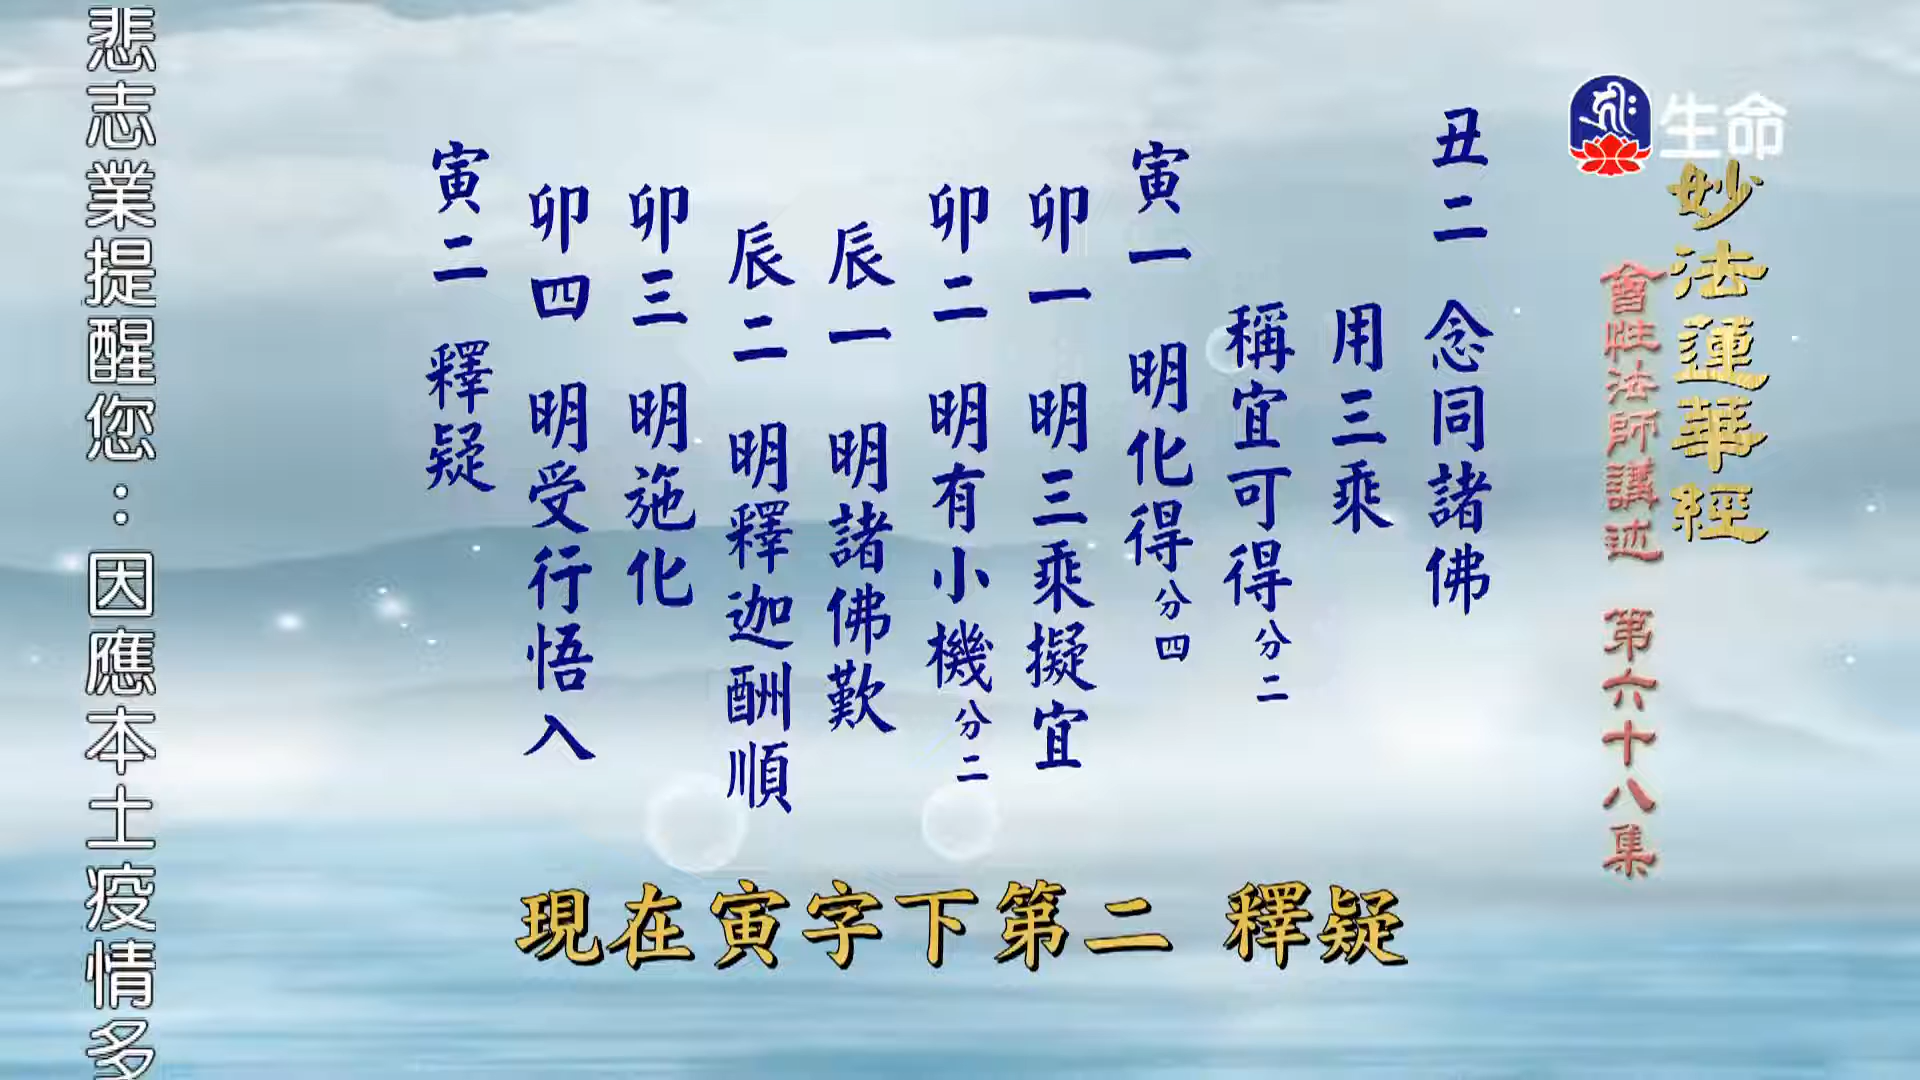 生命
妙法蓮華經
會性法師講述 第六十八集
丑二 念同諸佛
用三乘
稱宜可得分二
寅一 明化得分四
卯一 明三乘擬宜
卯二 明有小機分二
辰一 明諸佛歎
辰二 明釋迦酬順
卯三 明施化
卯四 明受行悟入
寅二 釋疑
悲志業提醒您：因應本土疫情多
現在寅字下第二 釋疑